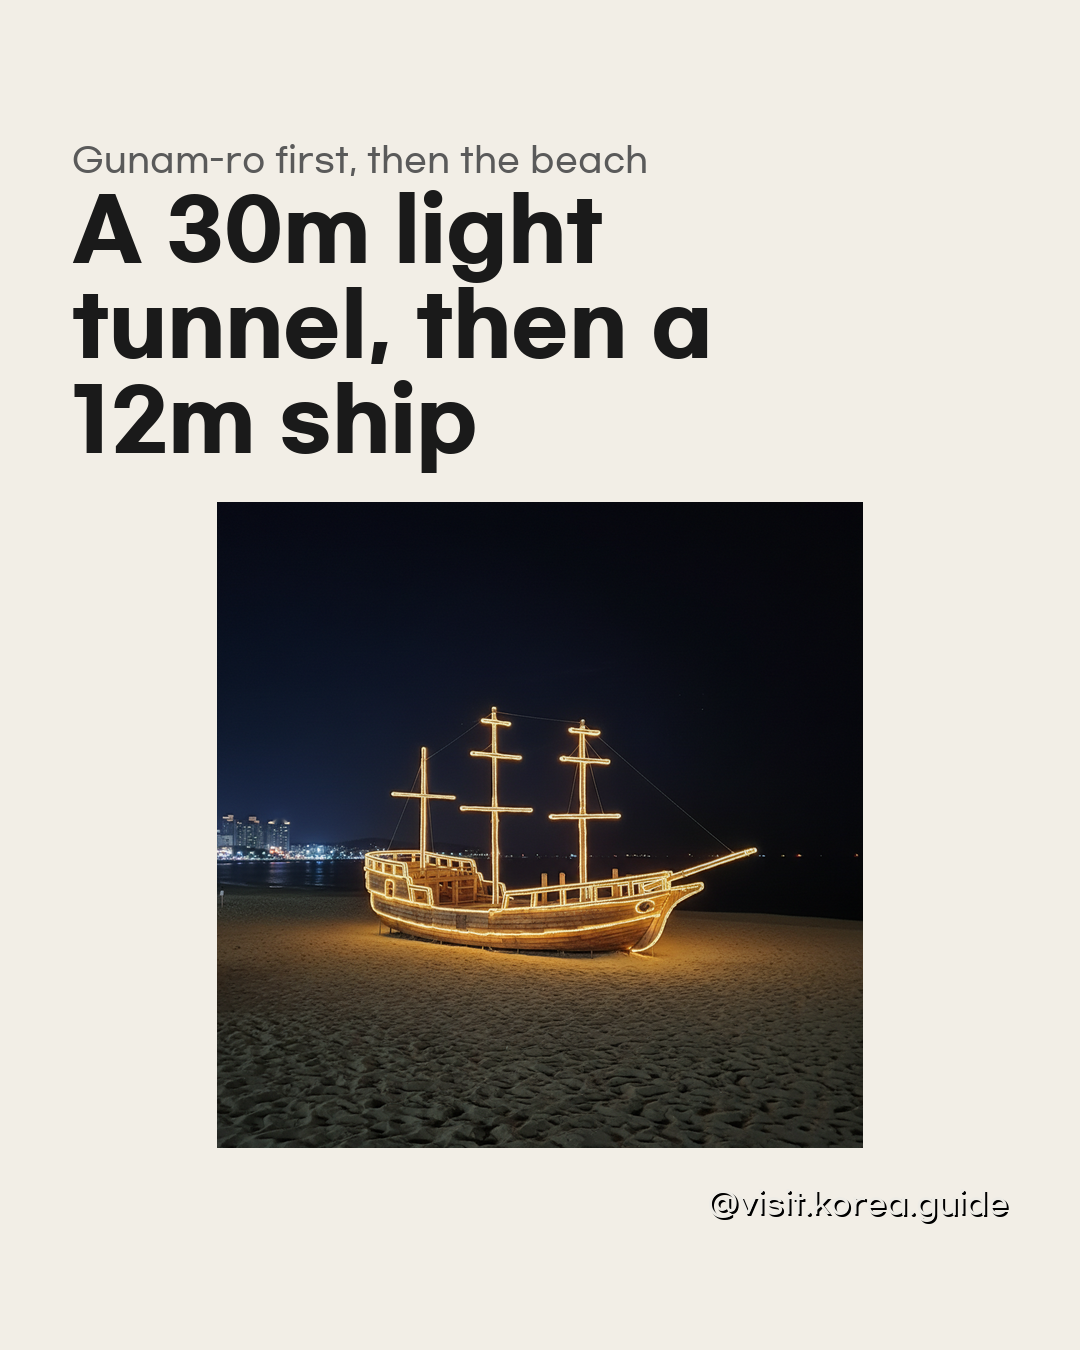 Gunam-ro first, then the beach
A 30m light
tunnel, then a
12m ship
@visit.korea.guide